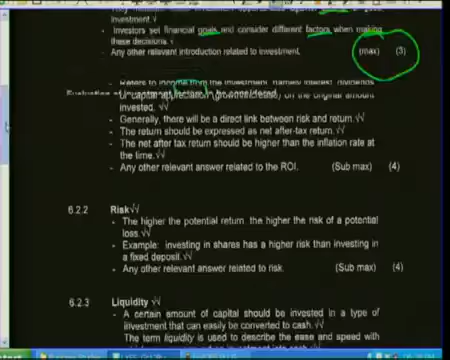 investment.√
- Investors set financial goals and consider different factors when making
these decisions.√
- Any other relevant introduction related to investment. (max) (3)
- Refers to income from the investment, namely interest, dividends
Evaluation of investment factors to be considered
or capital appreciation (growth/increase) on the original amount
invested.√√
- Generally, there will be a direct link between risk and return.√√
- The return should be expressed as net after-tax return.√√
- The net after tax return should be higher than the inflation rate at
the time.√√
- Any other relevant answer related to the ROI. (Sub max) (4)
6.2.2 Risk√√
- The higher the potential return, the higher the risk of a potential
loss.√√
- Example: investing in shares has a higher risk than investing in
a fixed deposit.√√
- Any other relevant answer related to risk. (Sub max) (4)
6.2.3 Liquidity √√
- A certain amount of capital should be invested in a type of
investment that can easily be converted to cash.√√
- The term liquidity is used to describe the ease and speed with